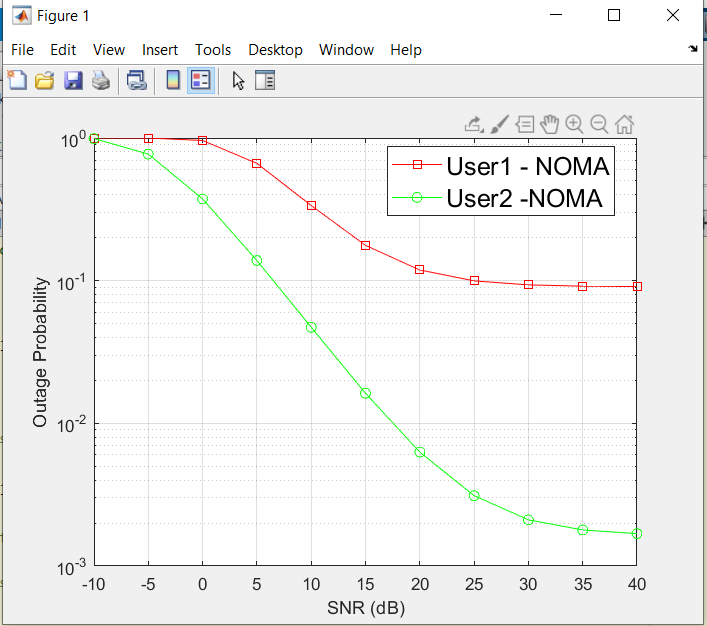 Figure 1
File Edit View Insert Tools Desktop Window Help
User1 - NOMA
User2 -NOMA
10^0
10^-1
10^-2
10^-3
Outage Probability
-10 -5 0 5 10 15 20 25 30 35 40
SNR (dB)